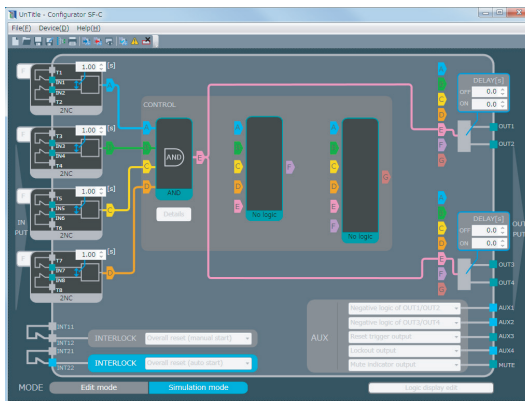 UnTitle - Configurator SF-C
File(F) Device(D) Help(H)
F T1 1.00 [s]
IN1 A
IN2
T2
2NC
F T3 1.00 [s]
IN3
IN4
T4
2NC
F T5 1.00 [s]
IN5 C
IN6
T6
2NC
F T7 1.00 [s]
IN7 D
IN8
T8
2NC
IN
PUT
CONTROL
A
B
C
D
AND
AND
E
Details
A
B
C
D
E
No logic
F
A
B
C
D
E
F
No logic
G
A
B
C
D
E
F
G
DELAY[s]
OFF 0.0
ON 0.0
OUT1
OUT2
A
B
C
D
E
F
G
DELAY[s]
OFF 0.0
ON 0.0
OUT3
OUT4
OUT
PUT
INT11
INT12
INTERLOCK Overall reset (manual start)
INT21
INT22
INTERLOCK Overall reset (auto start)
AUX
Negative logic of OUT1/OUT2 AUX1
Negative logic of OUT3/OUT4 AUX2
Reset trigger output AUX3
Lockout output AUX4
Mute indicator output MUTE
MODE Edit mode Simulation mode Logic display edit